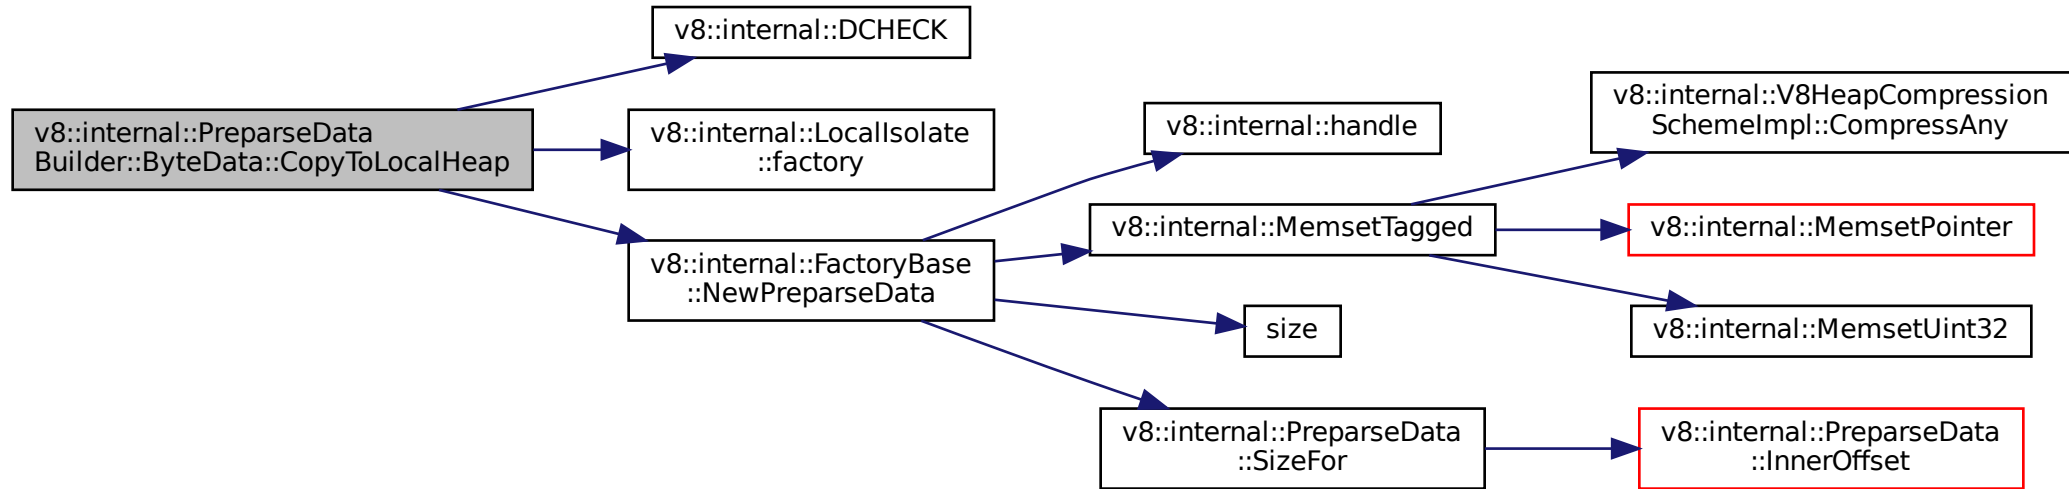 v8::internal::PreparseData
Builder::ByteData::CopyToLocalHeap
v8::internal::DCHECK
v8::internal::LocalIsolate
::factory
v8::internal::FactoryBase
::NewPreparseData
v8::internal::handle
v8::internal::MemsetTagged
size
v8::internal::PreparseData
::SizeFor
v8::internal::V8HeapCompression
SchemeImpl::CompressAny
v8::internal::MemsetPointer
v8::internal::MemsetUint32
v8::internal::PreparseData
::InnerOffset